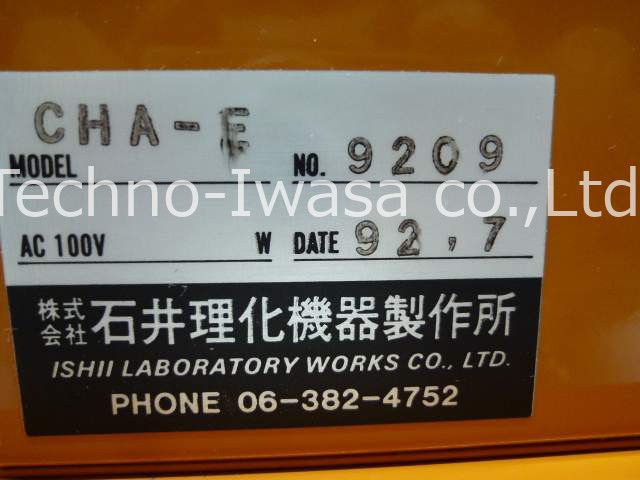 CHA-E
MODEL
NO. 9209
Techno-Iwasa co.,Ltd
AC 100V W DATE 92,7
株式
会社 石井理化機器製作所
ISHII LABORATORY WORKS CO., LTD.
PHONE 06-382-4752